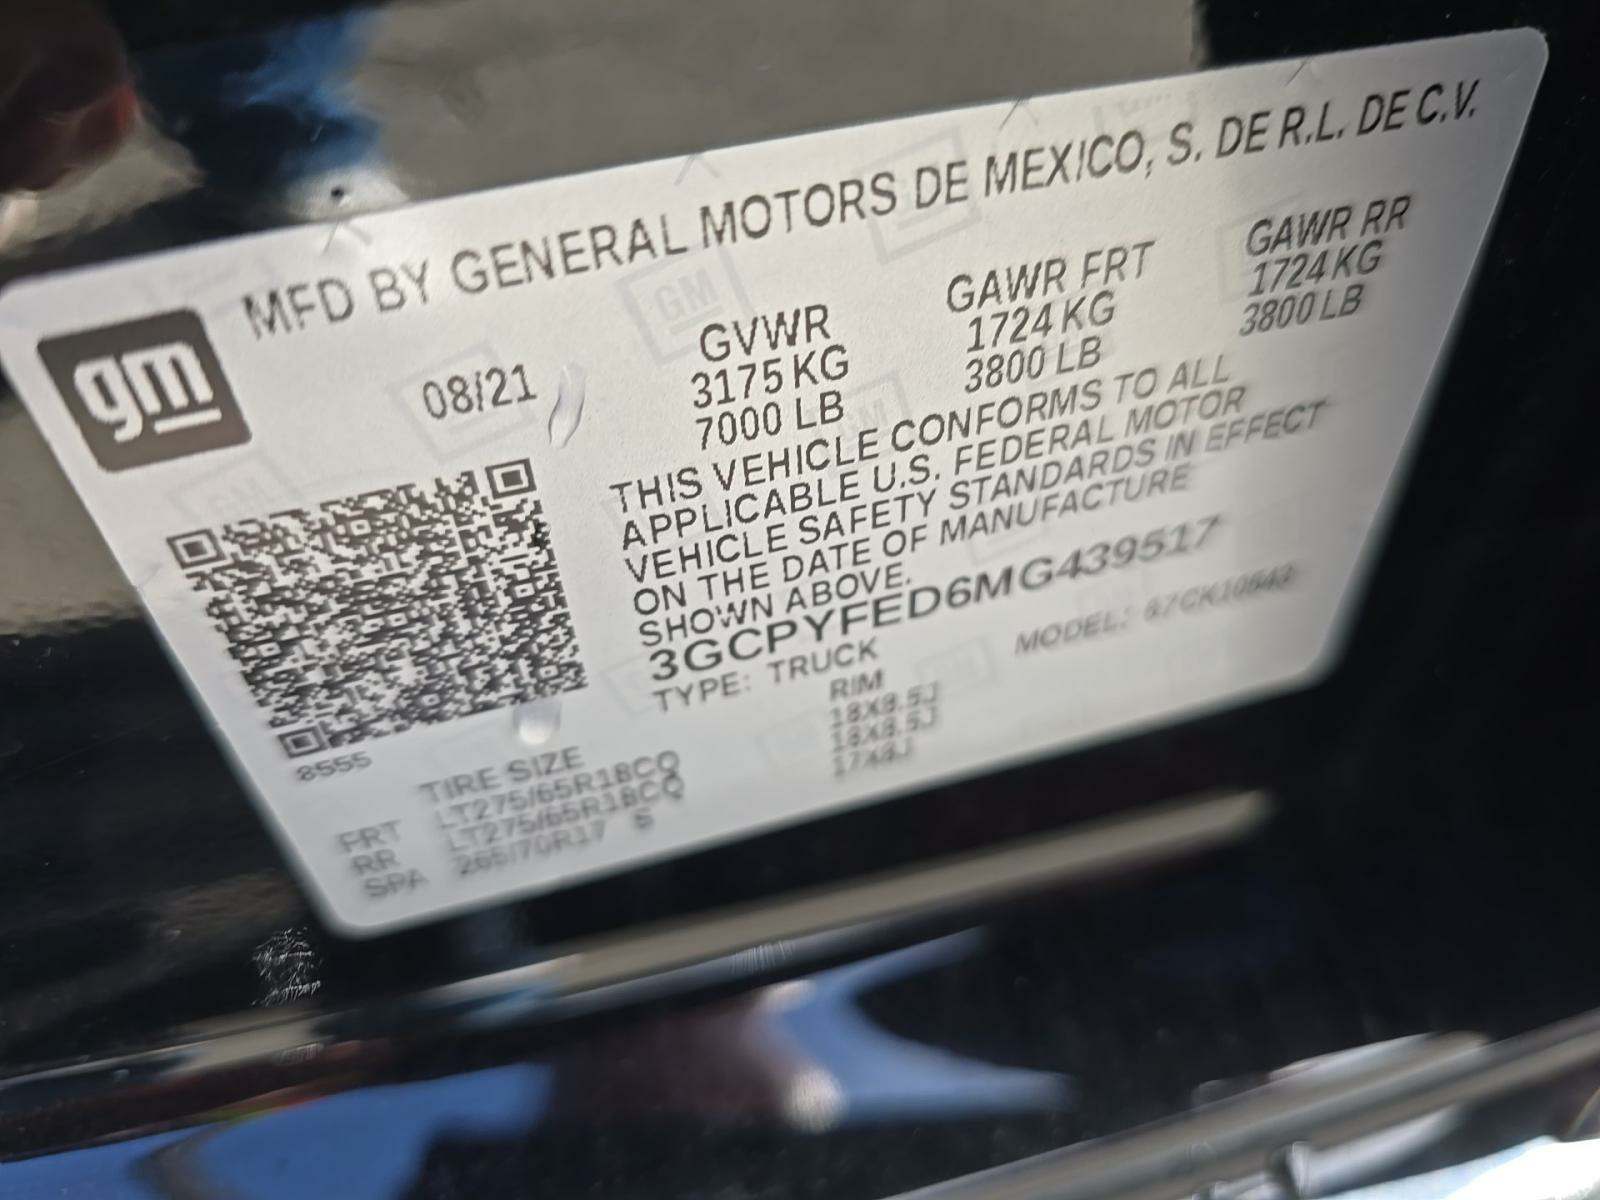 MFD BY GENERAL MOTORS DE MEXICO, S. DE R.L. DE C.V.
gm
08/21
GVWR GAWR FRT GAWR RR
3175 KG 1724 KG 1724 KG
7000 LB 3800 LB 3800 LB
THIS VEHICLE CONFORMS TO ALL
APPLICABLE U.S. FEDERAL MOTOR
VEHICLE SAFETY STANDARDS IN EFFECT
ON THE DATE OF MANUFACTURE
SHOWN ABOVE.
3GCPYFED6MG439517
TYPE: TRUCK MODEL:
8555
TIRE SIZE RIM
FRT LT275/65R18CQ 18X8.5J
RR LT275/65R18CQ 18X8.5J
SPA 265/70R17 S 17X8J